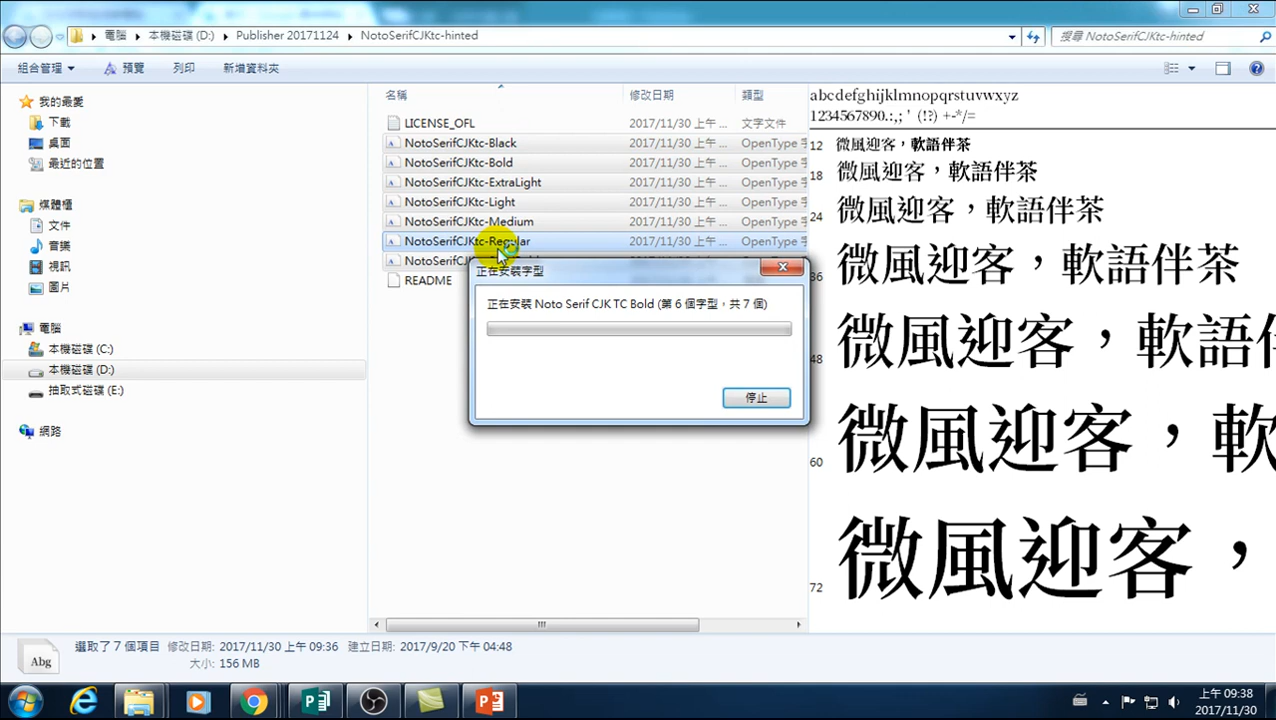 電腦 本機磁碟 (D:) Publisher 20171124 NotoSerifCJKtc-hinted
搜尋 NotoSerifCJKtc-hinted
組合管理 預覽 列印 新增資料夾
我的最愛
下載
桌面
最近的位置
媒體櫃
文件
音樂
視訊
圖片
電腦
本機磁碟 (C:)
本機磁碟 (D:)
抽取式磁碟 (E:)
網路
名稱 修改日期 類型
LICENSE_OFL 2017/11/30 上午 ... 文字文件
NotoSerifCJKtc-Black 2017/11/30 上午 ... OpenType 字
NotoSerifCJKtc-Bold 2017/11/30 上午 ... OpenType 字
NotoSerifCJKtc-ExtraLight 2017/11/30 上午 ... OpenType 字
NotoSerifCJKtc-Light 2017/11/30 上午 ... OpenType 字
NotoSerifCJKtc-Medium 2017/11/30 上午 ... OpenType 字
NotoSerifCJKtc-Regular 2017/11/30 上午 ... OpenType 字
NotoSerifCJ
README
正在安裝字型
正在安裝 Noto Serif CJK TC Bold (第 6 個字型，共 7 個)
停止
abcdefghijklmnopqrstuvwxyz
1234567890.:,; ' (!?) +-*/=
12 微風迎客，軟語伴茶
18 微風迎客，軟語伴茶
24 微風迎客，軟語伴茶
36 微風迎客，軟語伴茶
48 微風迎客，軟語伴
60 微風迎客，軟
72 微風迎客，
Abg
選取了 7 個項目 修改日期: 2017/11/30 上午 09:36 建立日期: 2017/9/20 下午 04:48
大小: 156 MB
上午 09:38
2017/11/30